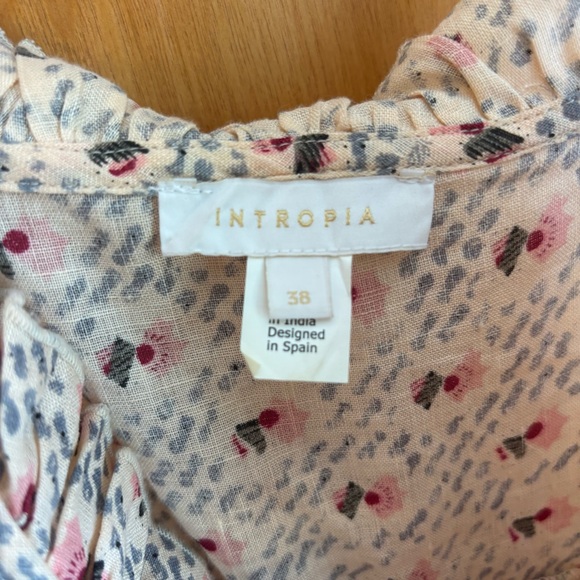 INTROPIA
38
in India
Designed
in Spain